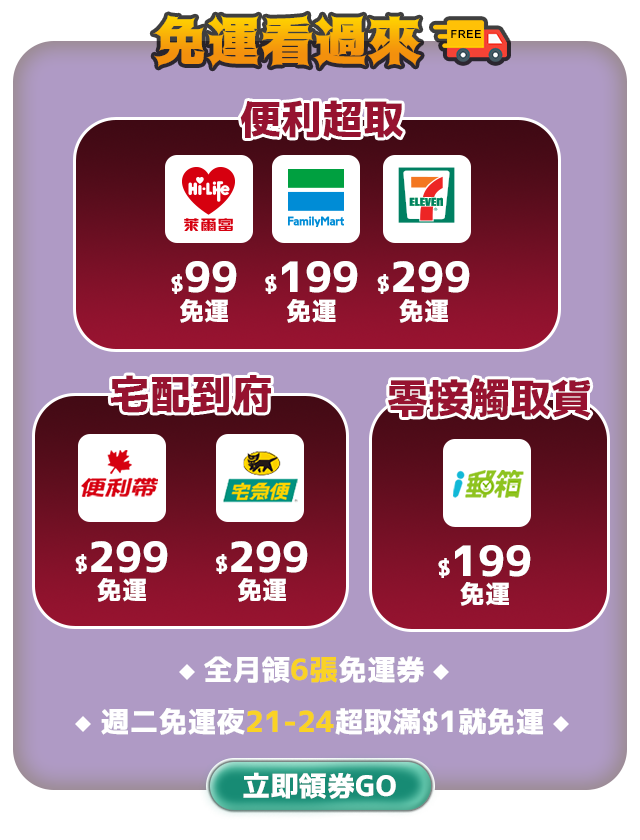 免運看過來
FREE
便利超取
Hi-Life
萊爾富
FamilyMart
7
ELEVEn
$99
免運
$199
免運
$299
免運
宅配到府
便利帶
宅急便
$299
免運
$299
免運
零接觸取貨
i郵箱
$199
免運
全月領6張免運券
週二免運夜21-24超取滿$1就免運
立即領券GO